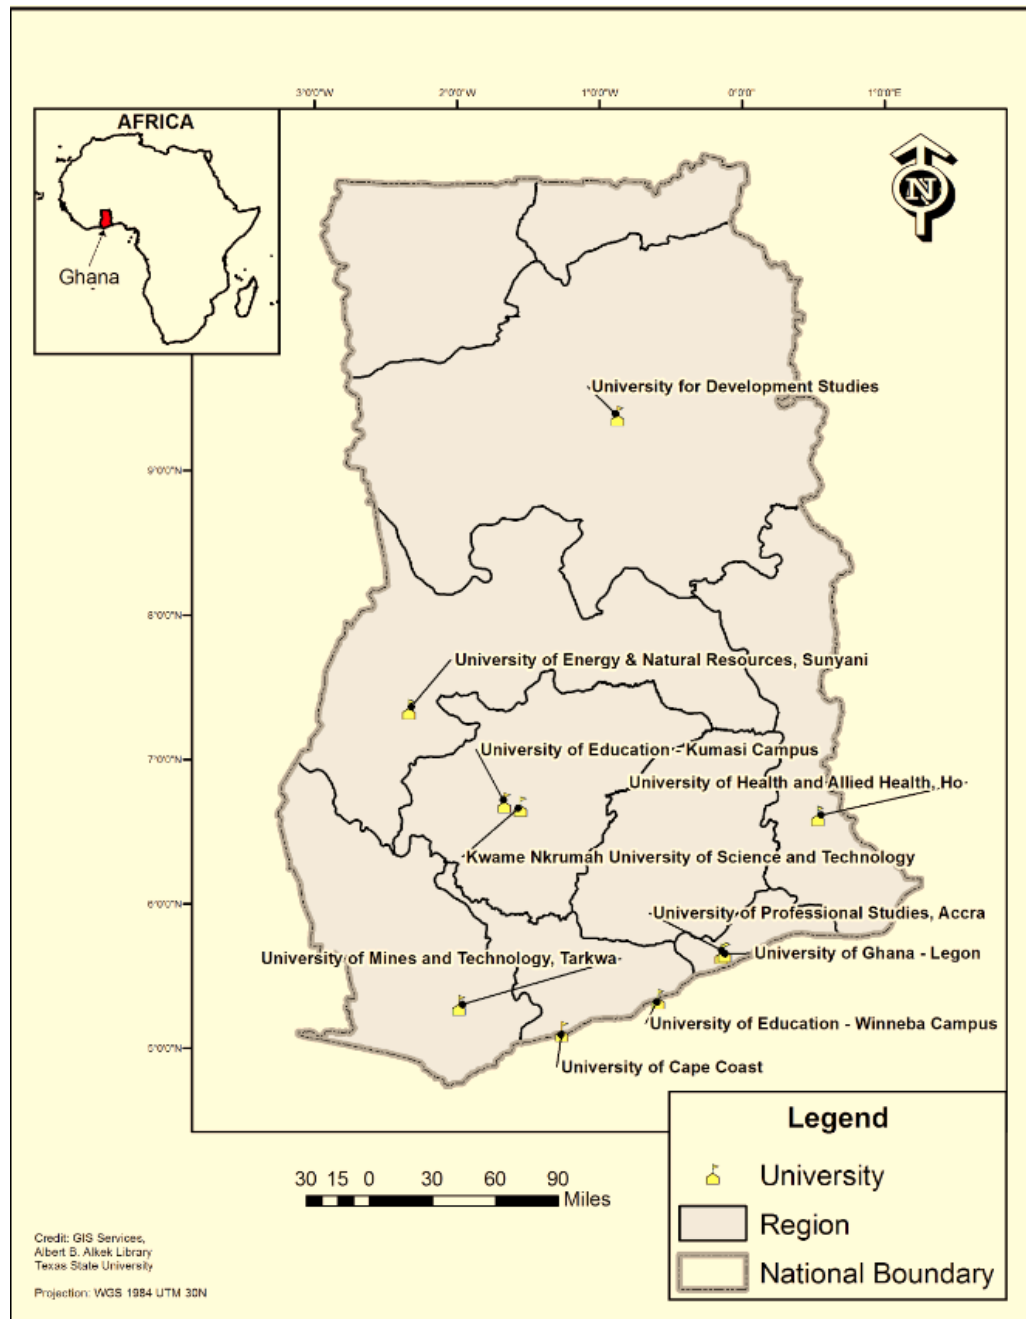 3°0'0"W 2°0'0"W 1°0'0"W 0°0'0" 1°0'0"E
AFRICA
Ghana
N
University for Development Studies
9°0'0"N
8°0'0"N
University of Energy & Natural Resources, Sunyani
University of Education - Kumasi Campus
7°0'0"N
University of Health and Allied Health, Ho
Kwame Nkrumah University of Science and Technology
6°0'0"N
University of Professional Studies, Accra
University of Ghana - Legon
University of Mines and Technology, Tarkwa
University of Education - Winneba Campus
5°0'0"N
University of Cape Coast
Legend
University
Region
National Boundary
30 15 0 30 60 90
Miles
Credit: GIS Services,
Albert B. Alkek Library
Texas State University
Projection: WGS 1984 UTM 30N